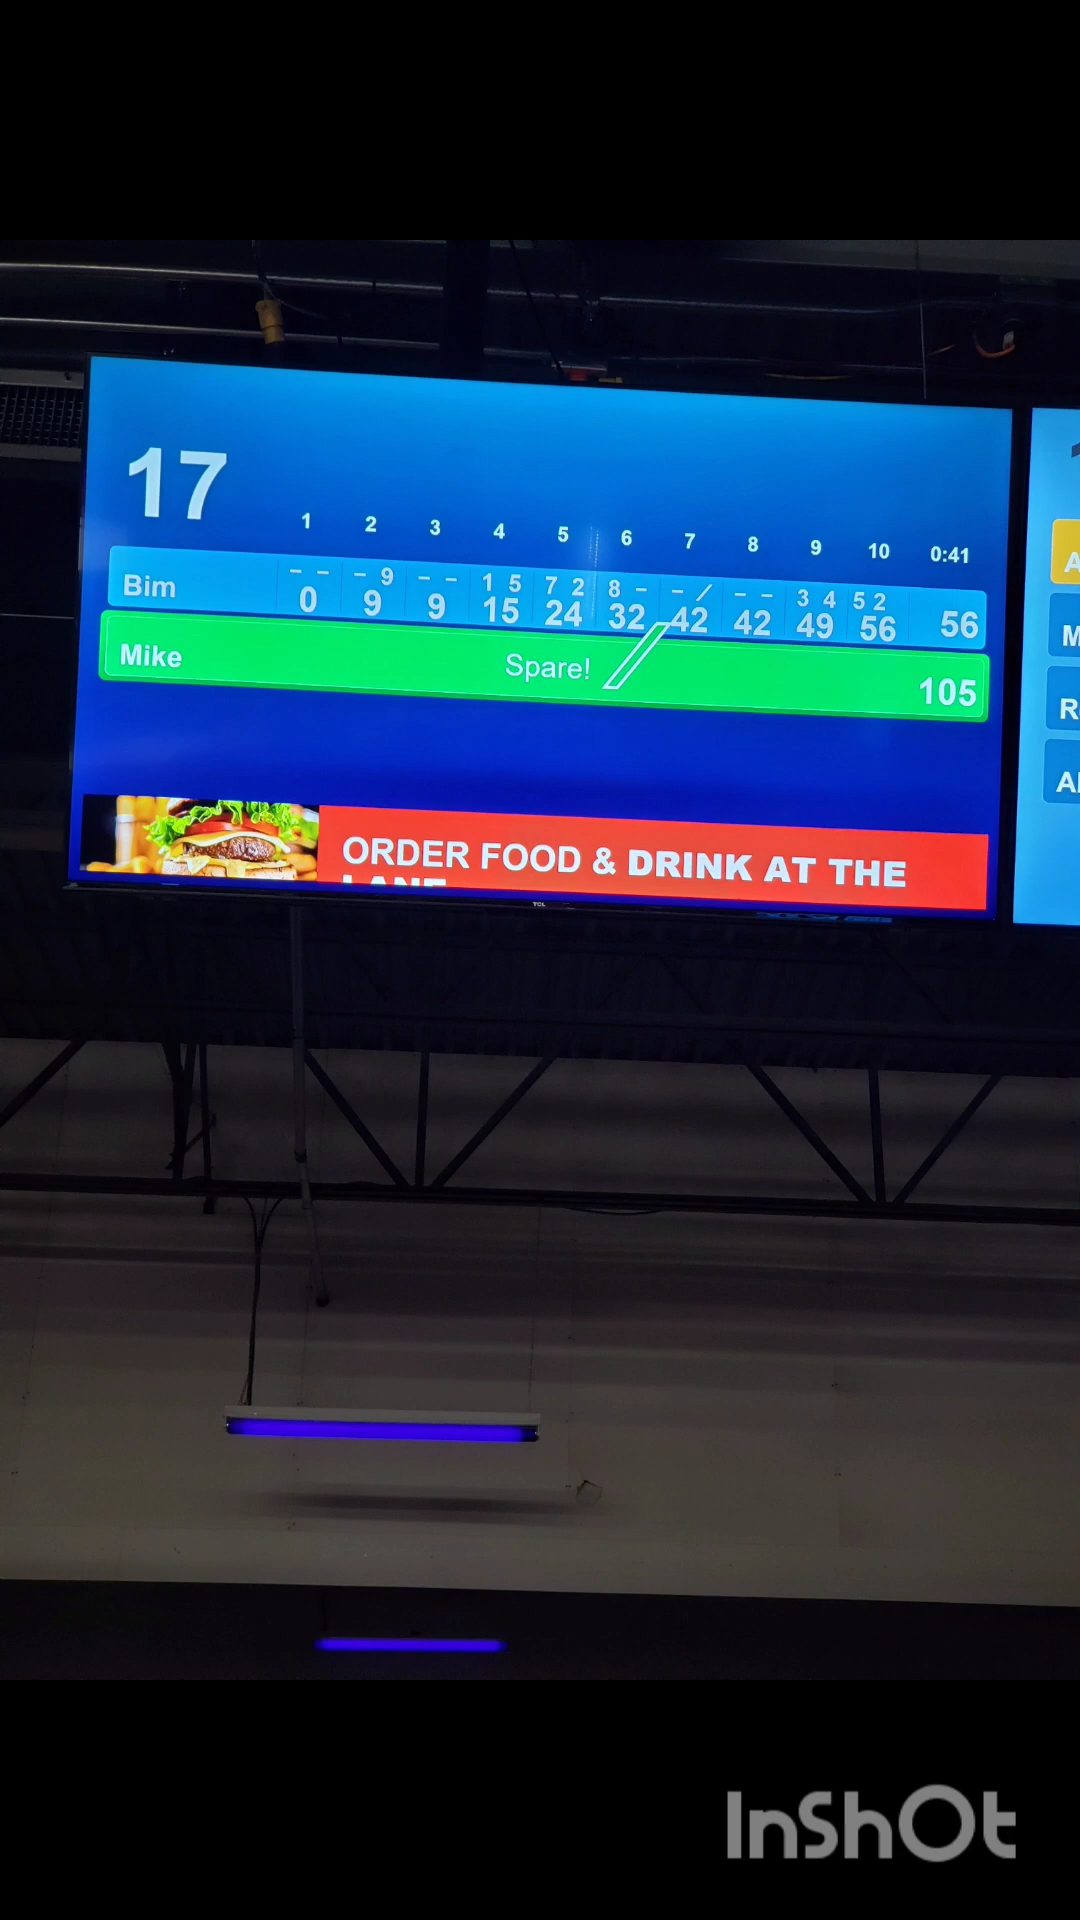 17
1 2 3 4 5 6 7 8 9 10 0:41
Bim
- - - 9 - - 1 5 7 2 8 - - / - - 3 4 5 2
0 9 9 15 24 32 42 42 49 56 56
Mike Spare! 105
ORDER FOOD & DRINK AT THE
LANE
TCL
A
M
R
InShOt